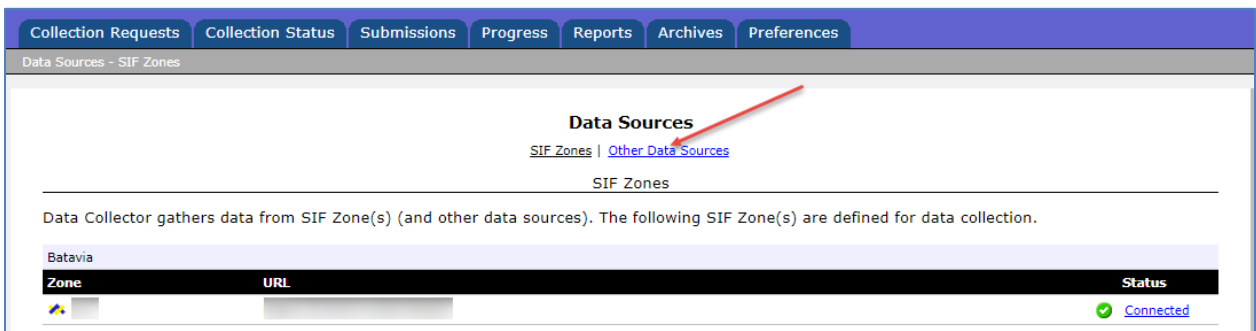 Collection Requests Collection Status Submissions Progress Reports Archives Preferences
Data Sources - SIF Zones
Data Sources
SIF Zones | Other Data Sources
SIF Zones
Data Collector gathers data from SIF Zone(s) (and other data sources). The following SIF Zone(s) are defined for data collection.
Batavia
Zone URL Status
Connected